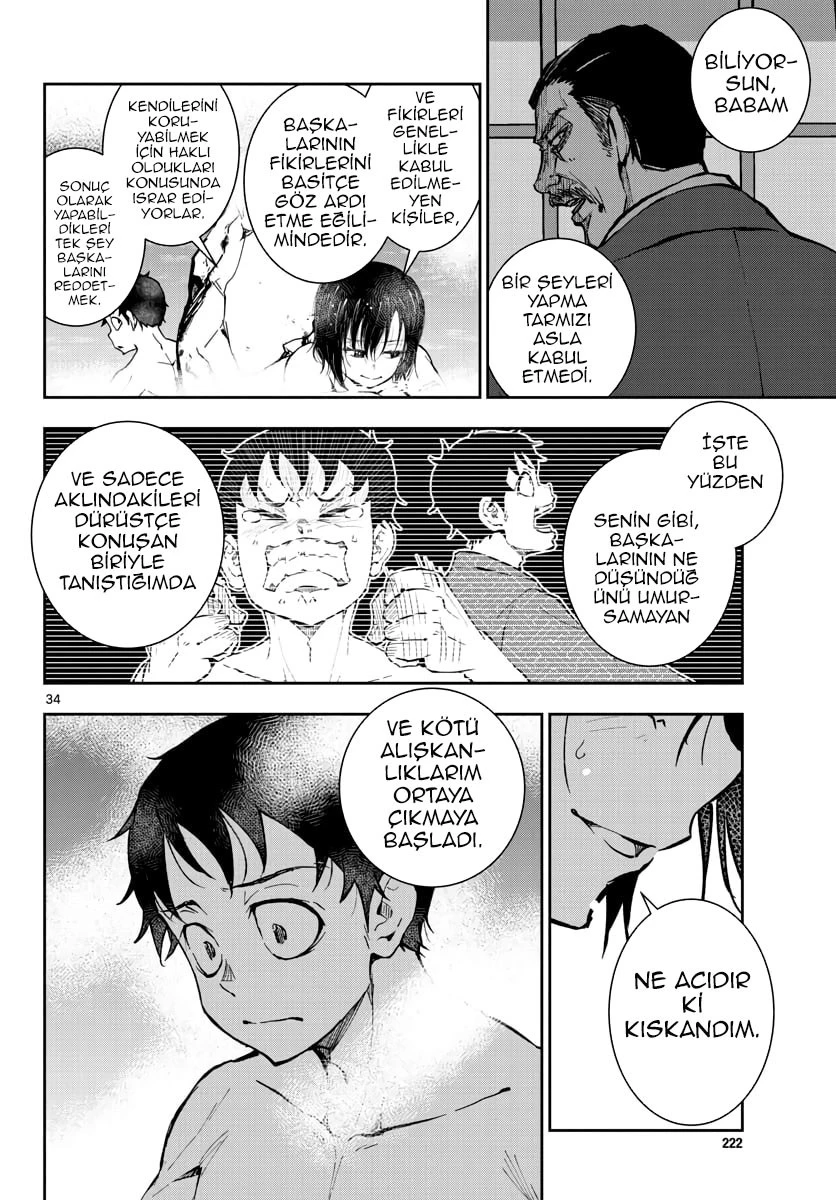 BİLİYOR-
SUN,
BABAM
BİR ŞEYLERİ
YAPMA
TARMIZI
ASLA
KABUL
ETMEDİ.
VE
FİKİRLERİ
GENEL-
LİKLE
KABUL
EDİLME-
YEN
KİŞİLER,
BAŞKA-
LARININ
FİKİRLERİNİ
BASİTÇE
GÖZ ARDI
ETME EĞİLİ-
MİNDEDİR.
KENDİLERİNİ
KORU-
YABİLMEK
İÇİN HAKLI
OLDUKLARI
KONUSUNDA
ISRAR EDİ-
YORLAR.
SONUÇ
OLARAK
YAPABİL-
DİKLERİ
TEK ŞEY
BAŞKA-
LARINI
REDDET-
MEK.
İŞTE
BU
YÜZDEN
SENİN GİBİ,
BAŞKA-
LARININ NE
DÜŞÜNDÜĞ
ÜNÜ UMUR-
SAMAYAN
VE SADECE
AKLINDAKİLERİ
DÜRÜSTÇE
KONUŞAN
BİRİYLE
TANIŞTIĞIMDA
34
NE ACIDIR
Kİ
KISKANDIM.
VE KÖTÜ
ALIŞKAN-
LIKLARIM
ORTAYA
ÇIKMAYA
BAŞLADI.
222